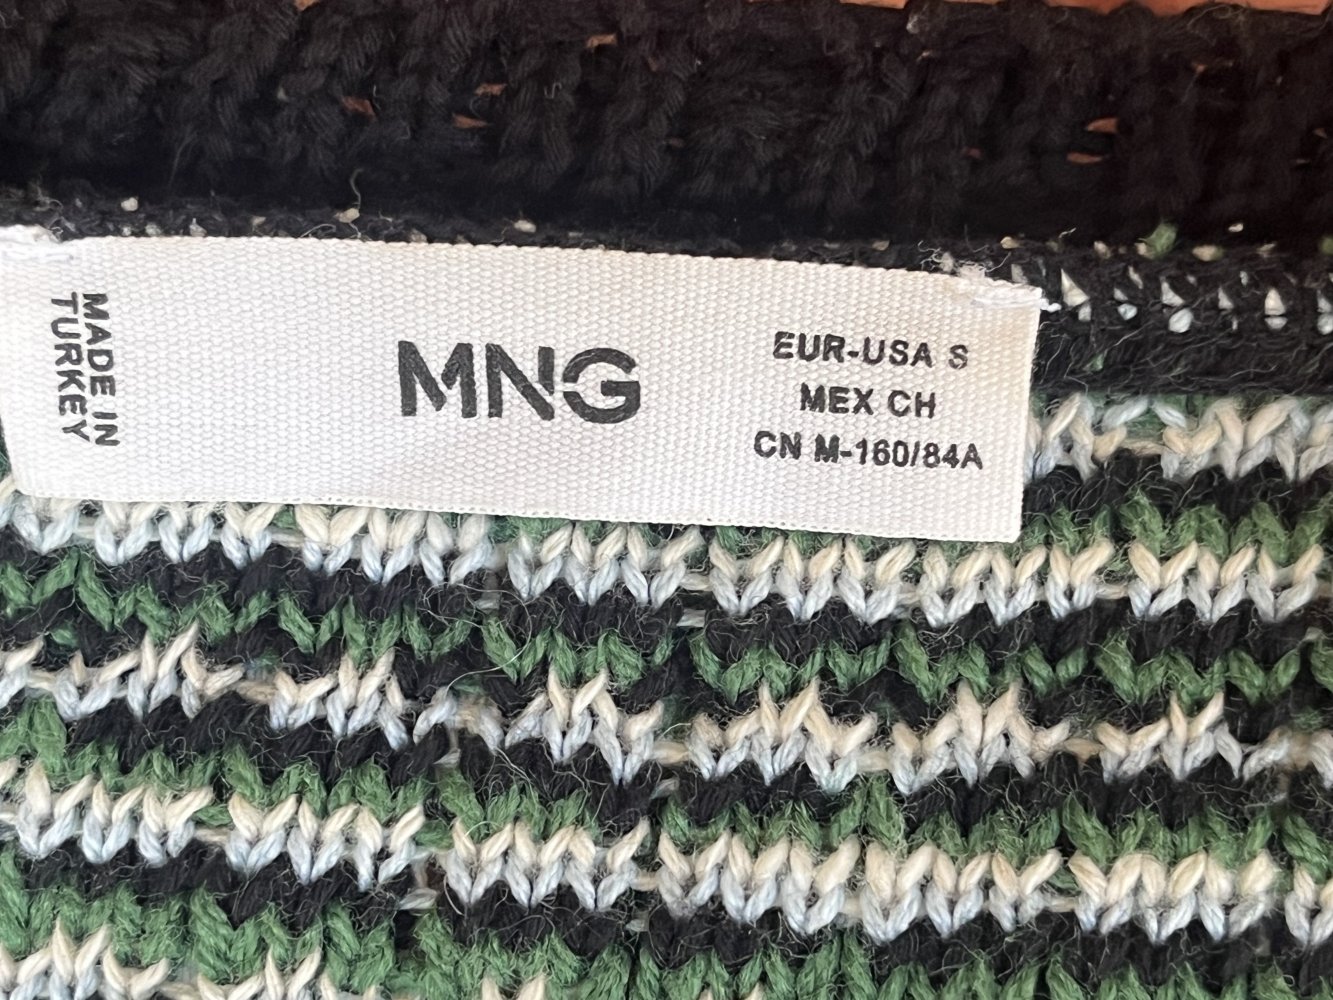 MADE IN
TURKEY
MNG
EUR-USA S
MEX CH
CN M-160/84A